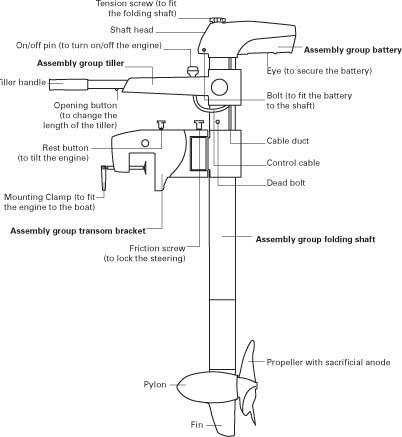 Tension screw (to fit
the folding shaft)
Shaft head
On/off pin (to turn on/off the engine)
Assembly group battery
Assembly group tiller
Eye (to secure the battery)
Tiller handle
Opening button
(to change the
length of the tiller)
Bolt (to fit the battery
to the shaft)
Rest button
(to tilt the engine)
Cable duct
Control cable
Dead bolt
Mounting Clamp (to fit
the engine to the boat)
Assembly group transom bracket
Assembly group folding shaft
Friction screw
(to lock the steering)
Propeller with sacrificial anode
Pylon
Fin